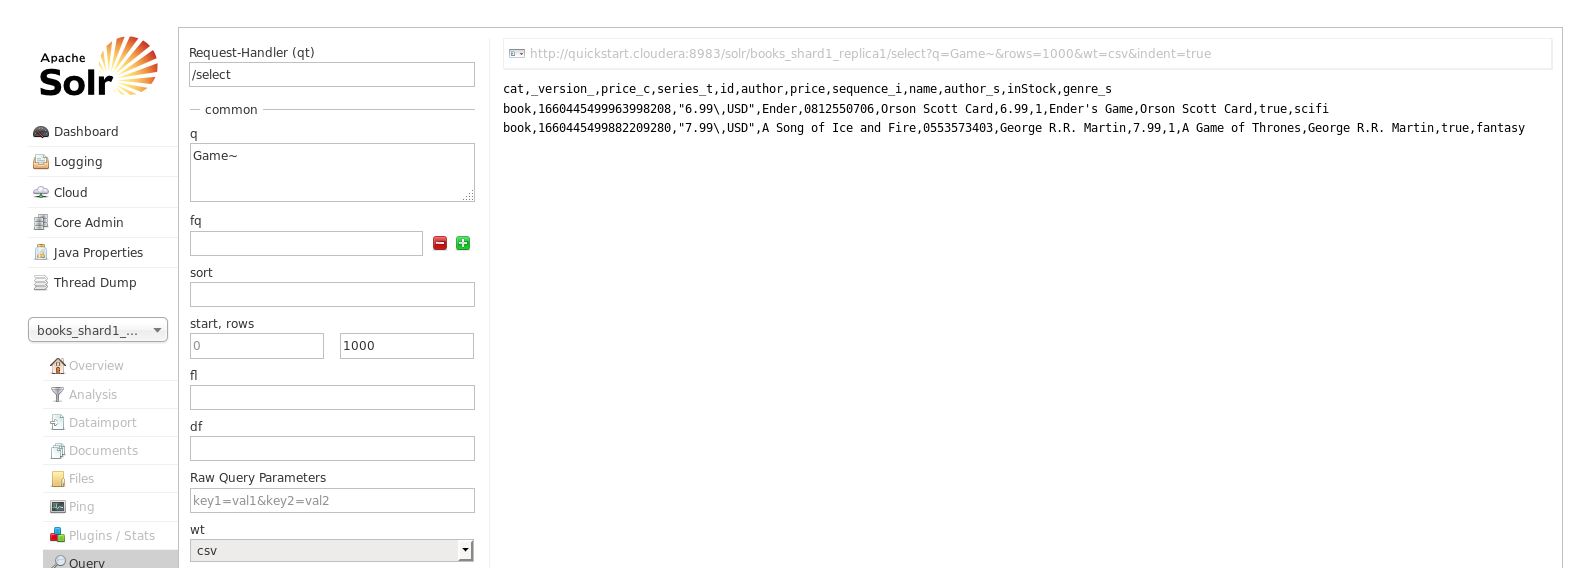 Apache
Solr
Dashboard
Logging
Cloud
Core Admin
Java Properties
Thread Dump
books_shard1_...
Overview
Analysis
Dataimport
Documents
Files
Ping
Plugins / Stats
Query
Request-Handler (qt)
/select
common
q
Game~
fq
sort
start, rows
0 1000
fl
df
Raw Query Parameters
key1=val1&key2=val2
wt
csv
http://quickstart.cloudera:8983/solr/books_shard1_replica1/select?q=Game~&rows=1000&wt=csv&indent=true
cat,_version_,price_c,series_t,id,author,price,sequence_i,name,author_s,inStock,genre_s
book,1660445499963998208,"6.99\,USD",Ender,0812550706,Orson Scott Card,6.99,1,Ender's Game,Orson Scott Card,true,scifi
book,1660445499882209280,"7.99\,USD",A Song of Ice and Fire,0553573403,George R.R. Martin,7.99,1,A Game of Thrones,George R.R. Martin,true,fantasy